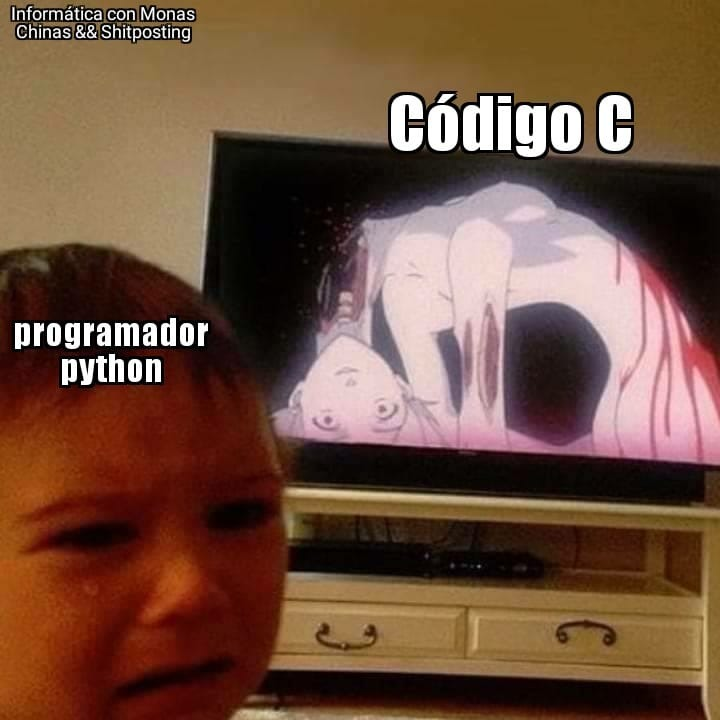 Informática con Monas
Chinas && Shitposting
Código C
programador
python